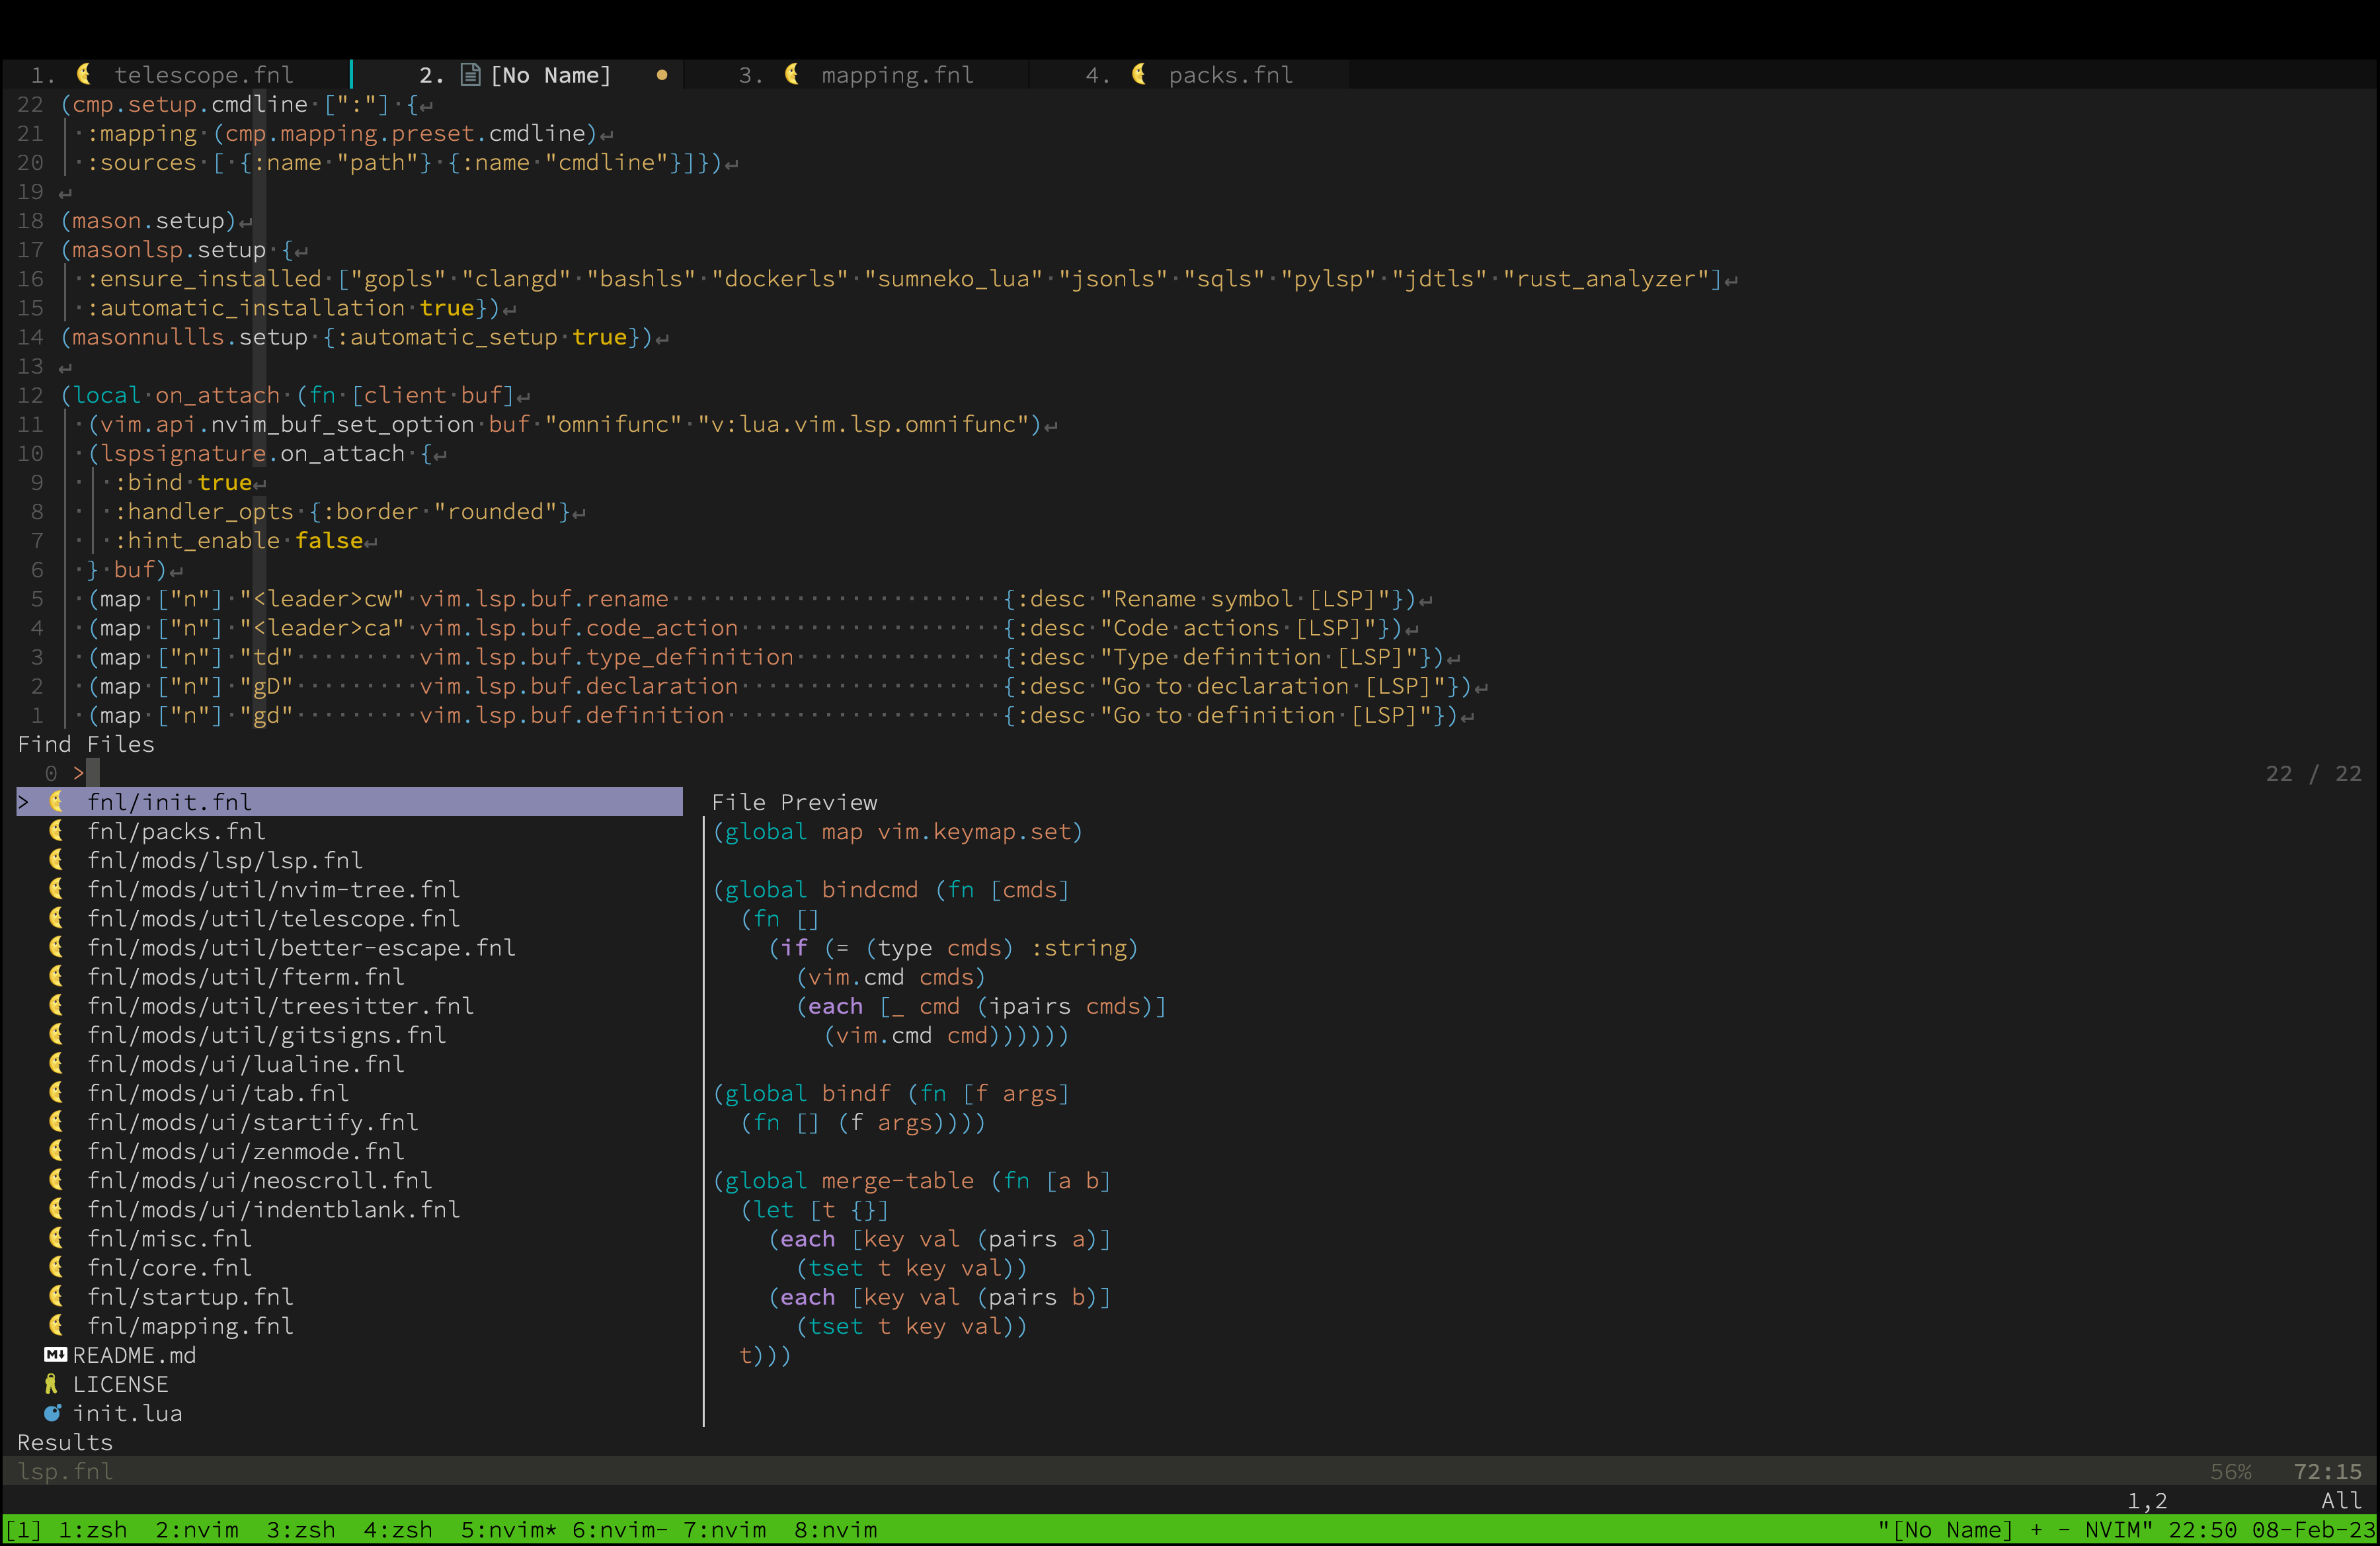 1. telescope.fnl 2. [No Name] ● 3. mapping.fnl 4. packs.fnl
22 (cmp.setup.cmdline·[":"]·{↵
21 │·:mapping·(cmp.mapping.preset.cmdline)↵
20 │·:sources·[·{:name·"path"}·{:name·"cmdline"}]})↵
19 ↵
18 (mason.setup)↵
17 (masonlsp.setup·{↵
16 │·:ensure_installed·["gopls"·"clangd"·"bashls"·"dockerls"·"sumneko_lua"·"jsonls"·"sqls"·"pylsp"·"jdtls"·"rust_analyzer"]↵
15 │·:automatic_installation·true})↵
14 (masonnullls.setup·{:automatic_setup·true})↵
13 ↵
12 (local·on_attach·(fn·[client·buf]↵
11 │·(vim.api.nvim_buf_set_option·buf·"omnifunc"·"v:lua.vim.lsp.omnifunc")↵
10 │·(lspsignature.on_attach·{↵
9 │·│·:bind·true↵
8 │·│·:handler_opts·{:border·"rounded"}↵
7 │·│·:hint_enable·false↵
6 │·}·buf)↵
5 │·(map·["n"]·"<leader>cw"·vim.lsp.buf.rename························{:desc·"Rename·symbol·[LSP]"})↵
4 │·(map·["n"]·"<leader>ca"·vim.lsp.buf.code_action···················{:desc·"Code·actions·[LSP]"})↵
3 │·(map·["n"]·"td"·········vim.lsp.buf.type_definition···············{:desc·"Type·definition·[LSP]"})↵
2 │·(map·["n"]·"gD"·········vim.lsp.buf.declaration···················{:desc·"Go·to·declaration·[LSP]"})↵
1 │·(map·["n"]·"gd"·········vim.lsp.buf.definition····················{:desc·"Go·to·definition·[LSP]"})↵
Find Files
0 > 22 / 22
> fnl/init.fnl
fnl/packs.fnl
fnl/mods/lsp/lsp.fnl
fnl/mods/util/nvim-tree.fnl
fnl/mods/util/telescope.fnl
fnl/mods/util/better-escape.fnl
fnl/mods/util/fterm.fnl
fnl/mods/util/treesitter.fnl
fnl/mods/util/gitsigns.fnl
fnl/mods/ui/lualine.fnl
fnl/mods/ui/tab.fnl
fnl/mods/ui/startify.fnl
fnl/mods/ui/zenmode.fnl
fnl/mods/ui/neoscroll.fnl
fnl/mods/ui/indentblank.fnl
fnl/misc.fnl
fnl/core.fnl
fnl/startup.fnl
fnl/mapping.fnl
README.md
LICENSE
init.lua
Results
File Preview
(global map vim.keymap.set)
(global bindcmd (fn [cmds]
  (fn []
    (if (= (type cmds) :string)
      (vim.cmd cmds)
      (each [_ cmd (ipairs cmds)]
        (vim.cmd cmd))))))
(global bindf (fn [f args]
  (fn [] (f args))))
(global merge-table (fn [a b]
  (let [t {}]
    (each [key val (pairs a)]
      (tset t key val))
    (each [key val (pairs b)]
      (tset t key val))
  t)))
lsp.fnl 56% 72:15
1,2 All
[1] 1:zsh 2:nvim 3:zsh 4:zsh 5:nvim* 6:nvim- 7:nvim 8:nvim "[No Name] + - NVIM" 22:50 08-Feb-23